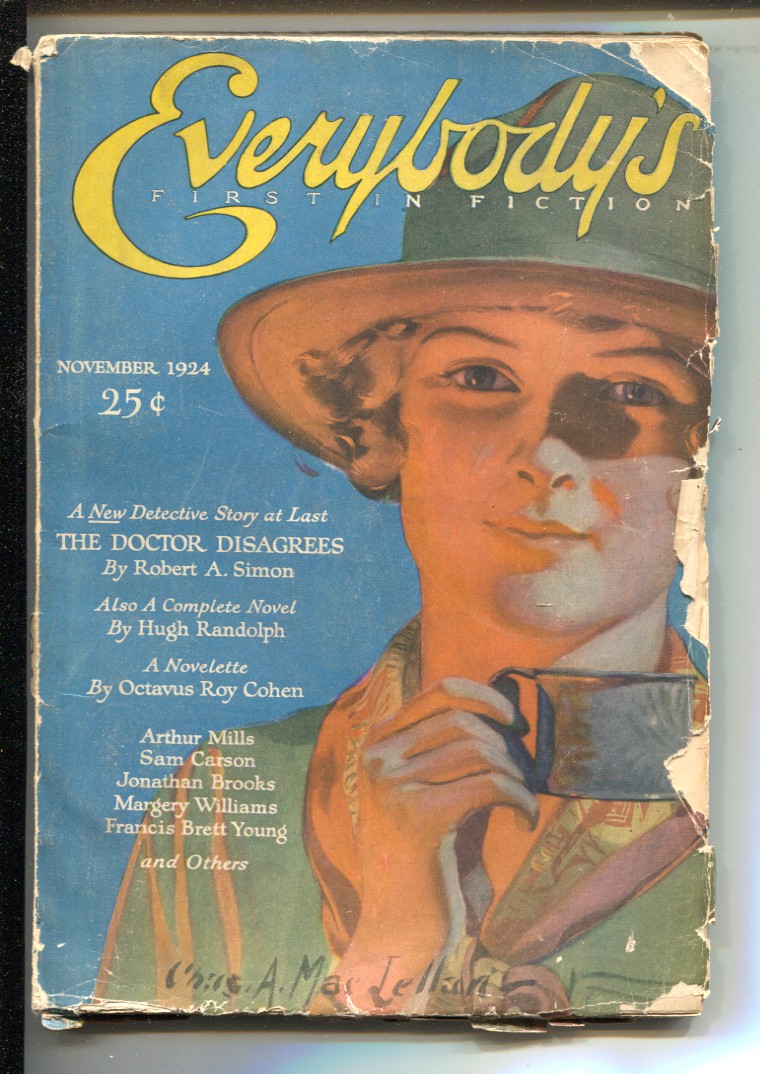 Everybody's
FIRST IN FICTION
NOVEMBER 1924
25¢
A New Detective Story at Last
THE DOCTOR DISAGREES
By Robert A. Simon
Also A Complete Novel
By Hugh Randolph
A Novelette
By Octavus Roy Cohen
Arthur Mills
Sam Carson
Jonathan Brooks
Margery Williams
Francis Brett Young
and Others
Chas. A. MacLellan